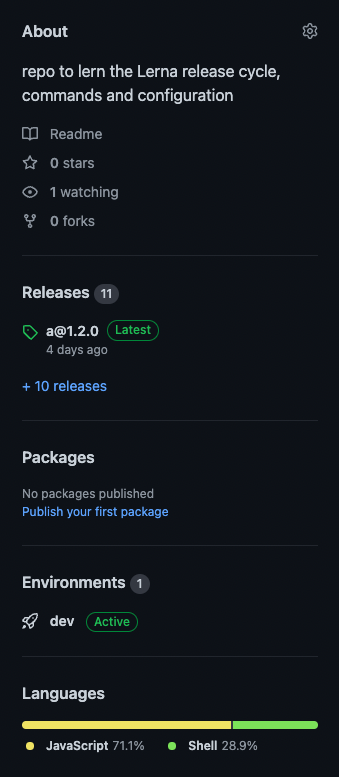 About
repo to lern the Lerna release cycle,
commands and configuration
Readme
0 stars
1 watching
0 forks
Releases 11
a@1.2.0 Latest
4 days ago
+ 10 releases
Packages
No packages published
Publish your first package
Environments 1
dev Active
Languages
JavaScript 71.1% Shell 28.9%